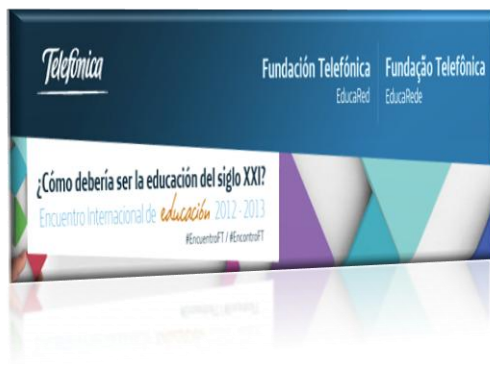 Telefónica
Fundación Telefónica
EducaRed
Fundação Telefônica
EducaRede
¿Cómo debería ser la educación del siglo XXI?
Encuentro Internacional de educación 2012 - 2013
#EncuentroFT / #EncontroFT